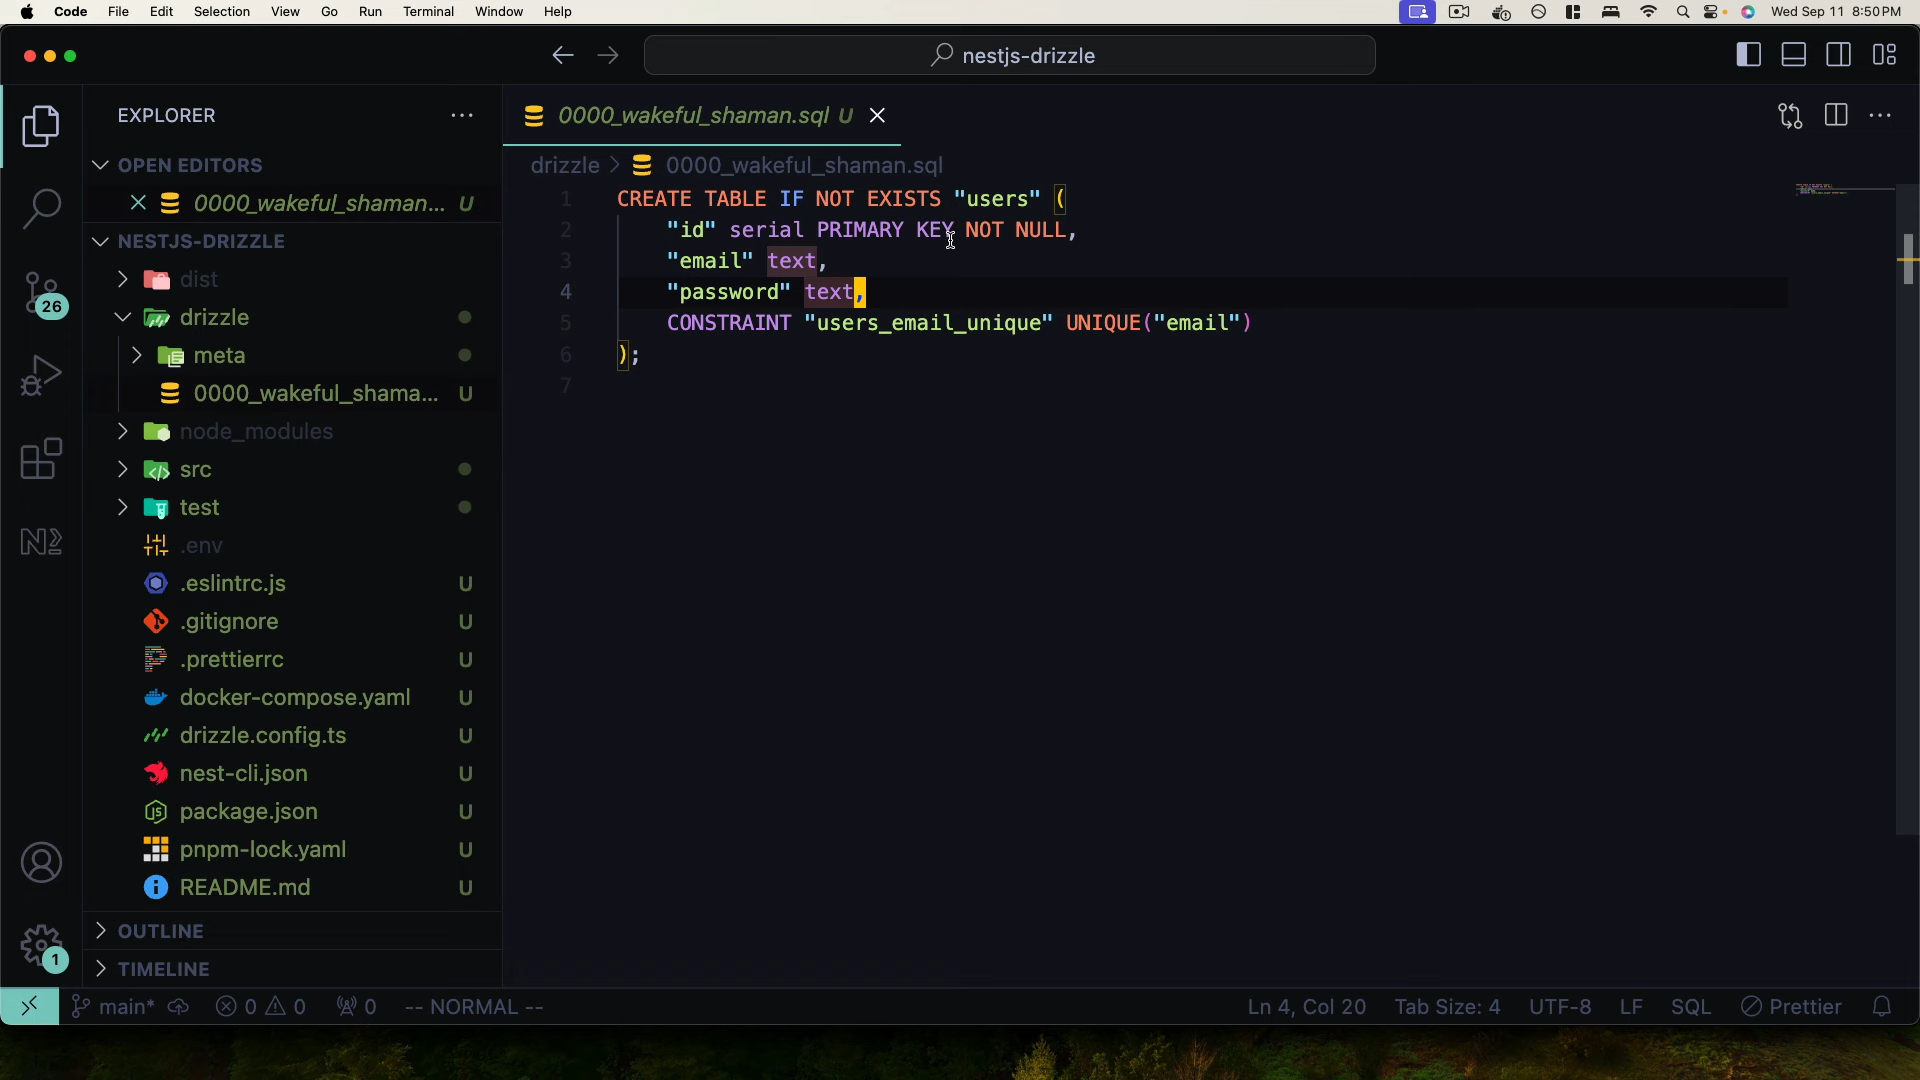 Code File Edit Selection View Go Run Terminal Window Help Wed Sep 11 8:50 PM
nestjs-drizzle
EXPLORER
OPEN EDITORS
0000_wakeful_shaman... U
NESTJS-DRIZZLE
dist
drizzle
meta
0000_wakeful_shama... U
node_modules
src
test
.env
.eslintrc.js U
.gitignore U
.prettierrc U
docker-compose.yaml U
drizzle.config.ts U
nest-cli.json U
package.json U
pnpm-lock.yaml U
README.md U
OUTLINE
TIMELINE
26
1
0000_wakeful_shaman.sql U
drizzle > 0000_wakeful_shaman.sql
1 CREATE TABLE IF NOT EXISTS "users" (
2 "id" serial PRIMARY KEY NOT NULL,
3 "email" text,
4 "password" text,
5 CONSTRAINT "users_email_unique" UNIQUE("email")
6 );
7
main* 0 0 0 -- NORMAL -- Ln 4, Col 20 Tab Size: 4 UTF-8 LF SQL Prettier